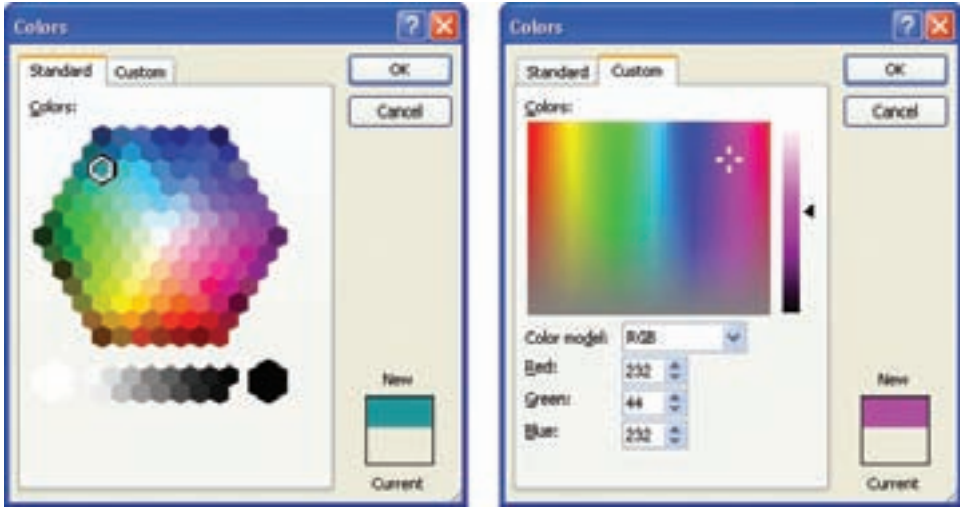 Colors
Standard
Custom
OK
Cancel
Colors:
New
Current
Colors
Standard
Custom
OK
Cancel
Colors:
Color model: RGB
Red: 232
Green: 44
Blue: 232
New
Current